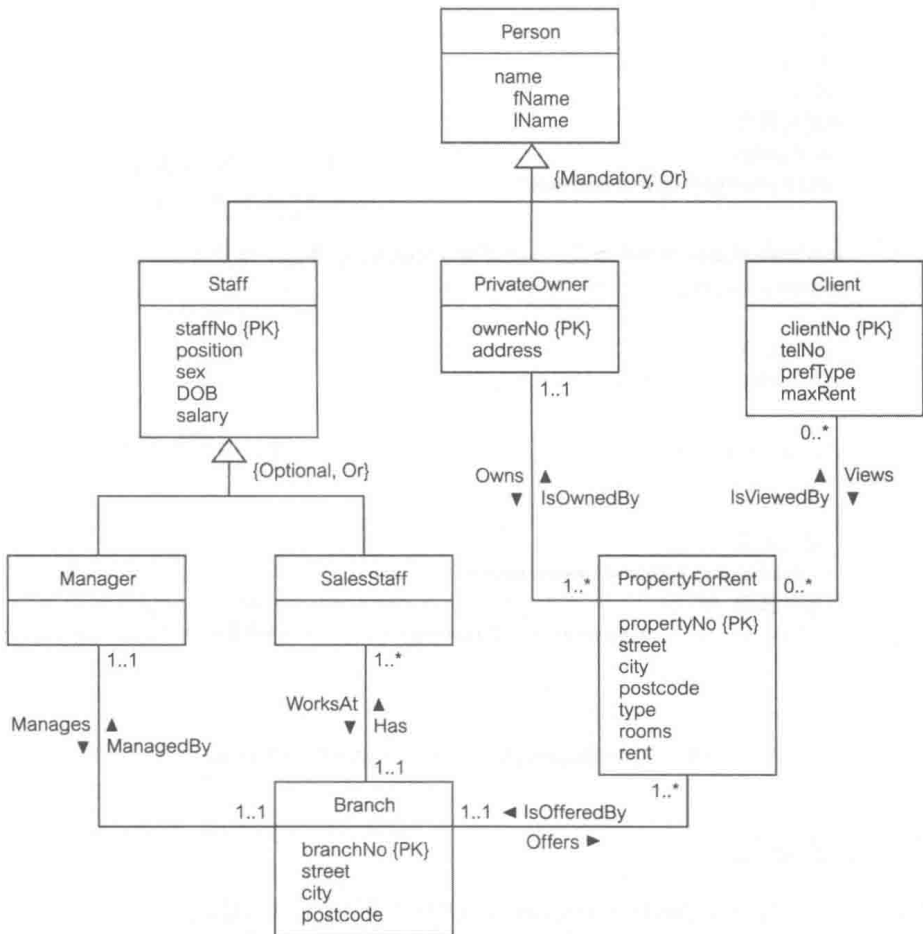 Person
name
fName
lName
{Mandatory, Or}
Staff
staffNo {PK}
position
sex
DOB
salary
PrivateOwner
ownerNo {PK}
address
Client
clientNo {PK}
telNo
prefType
maxRent
1..1
0..*
{Optional, Or}
Owns ▲
▼ IsOwnedBy
▲ Views
IsViewedBy ▼
Manager
SalesStaff
1..*
PropertyForRent
0..*
propertyNo {PK}
street
city
postcode
type
rooms
rent
1..1
1..*
Manages ▲
▼ ManagedBy
WorksAt ▲
▼ Has
1..1
1..*
1..1
Branch
1..1
◄ IsOfferedBy
Offers ►
branchNo {PK}
street
city
postcode